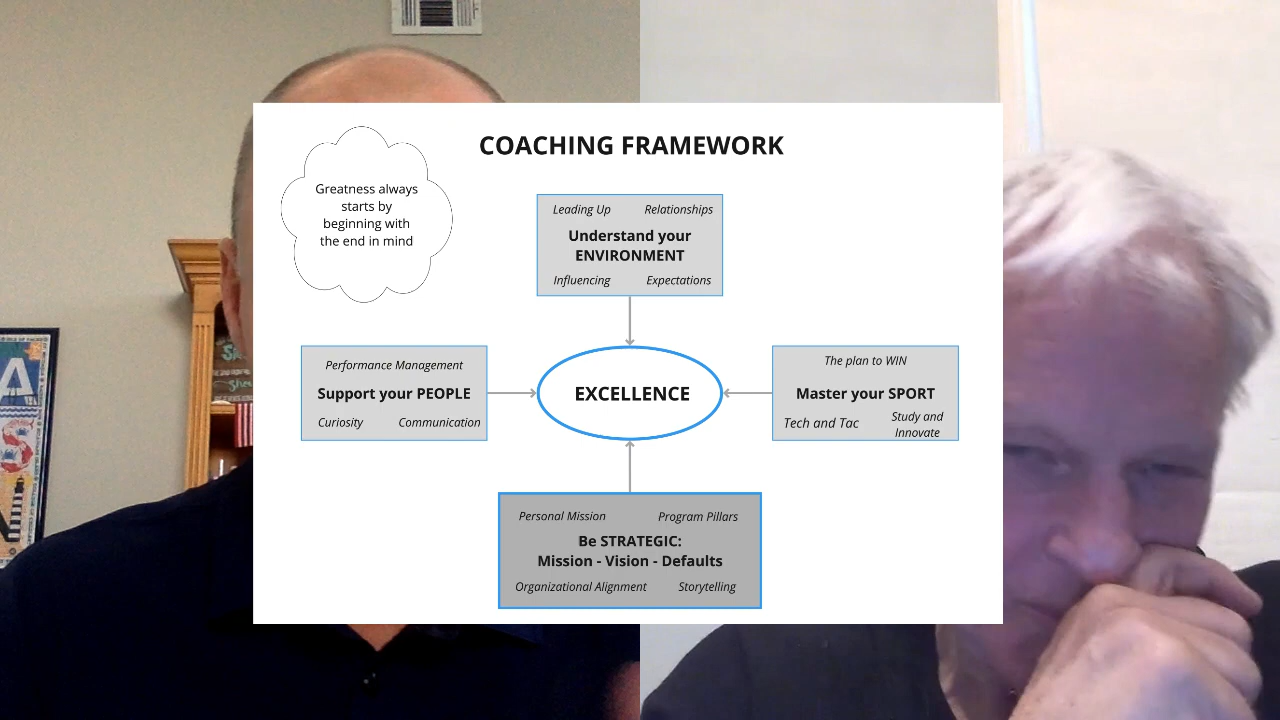 COACHING FRAMEWORK
Greatness always
starts by
beginning with
the end in mind
Leading Up Relationships
Understand your
ENVIRONMENT
Influencing Expectations
Performance Management
Support your PEOPLE
Curiosity Communication
EXCELLENCE
The plan to WIN
Master your SPORT
Tech and Tac
Study and
Innovate
Personal Mission Program Pillars
Be STRATEGIC:
Mission - Vision - Defaults
Organizational Alignment Storytelling
A
S
N